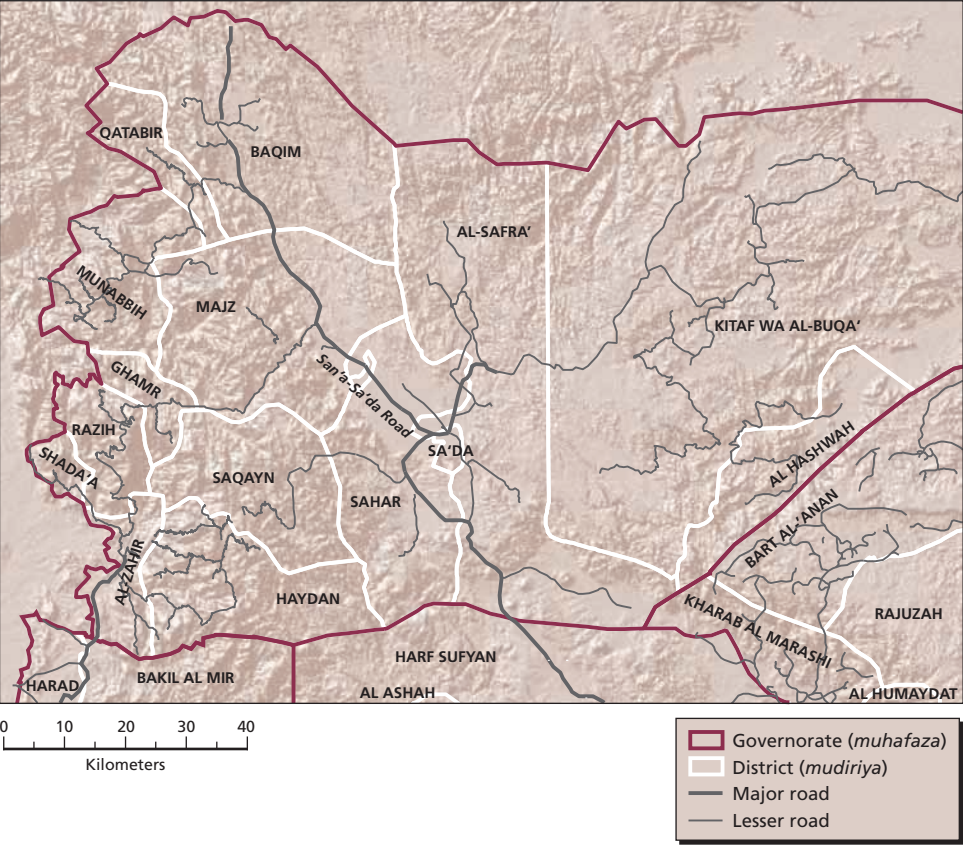 QATABIR
BAQIM
AL-SAFRA’
MUNABBIH
MAJZ
KITAF WA AL-BUQA‘
GHAMR
San‘a-Sa‘da Road
RAZIH
SHADA‘A
SAQAYN
SA‘DA
SAHAR
AL HASHWAH
BART AL-‘ANAN
AL-ZAHIR
HAYDAN
KHARAB AL MARASHI
RAJUZAH
HARF SUFYAN
HARAD
BAKIL AL MIR
AL ASHAH
AL HUMAYDAT
0 10 20 30 40
Kilometers
Governorate (muhafaza)
District (mudiriya)
Major road
Lesser road